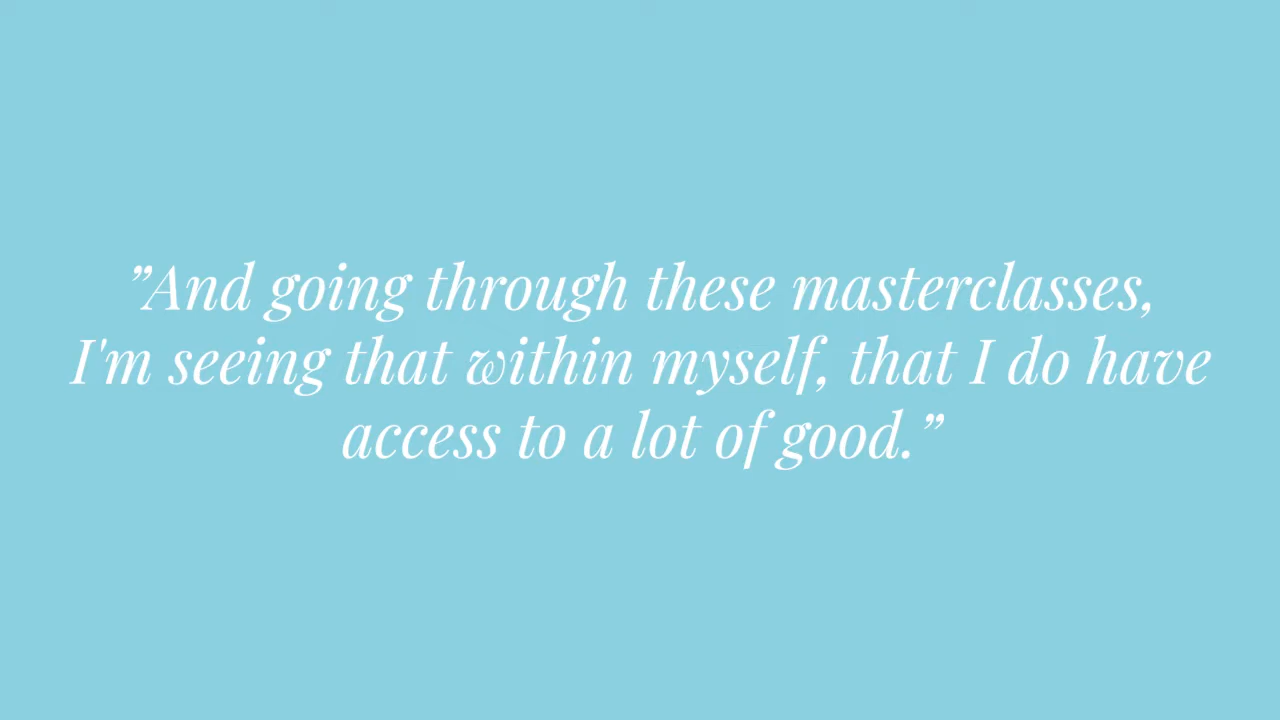 ”And going through these masterclasses,
I'm seeing that within myself, that I do have
access to a lot of good.”